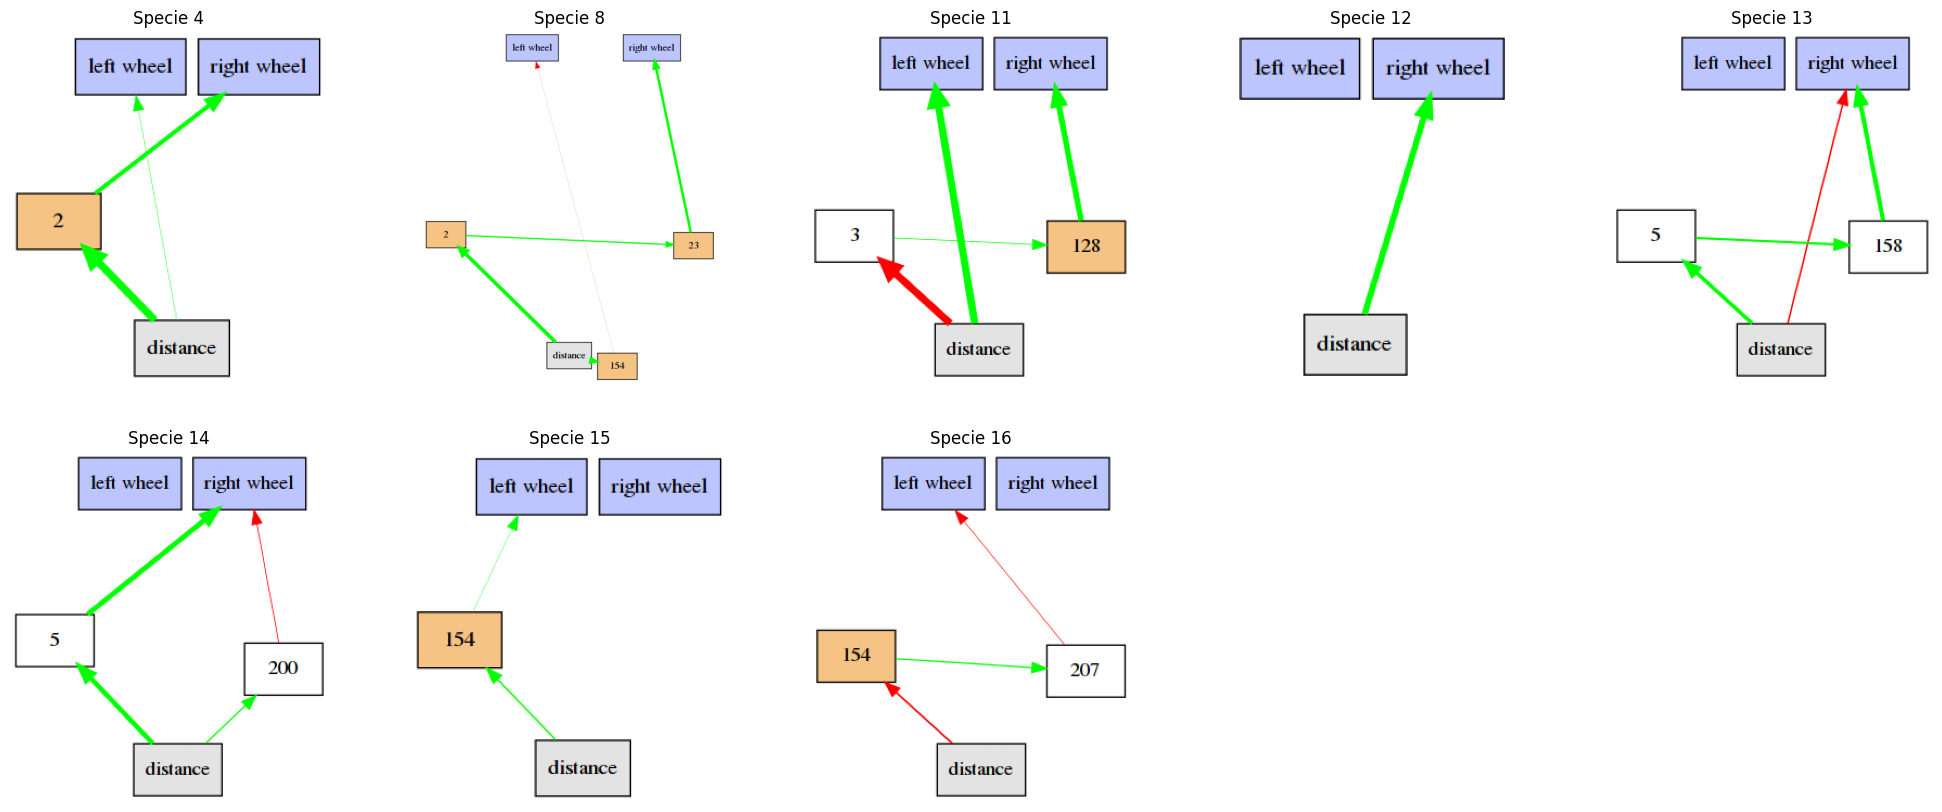 Specie 4
left wheel
right wheel
2
distance
Specie 8
left wheel
right wheel
2
23
distance
154
Specie 11
left wheel
right wheel
3
128
distance
Specie 12
left wheel
right wheel
distance
Specie 13
left wheel
right wheel
5
158
distance
Specie 14
left wheel
right wheel
5
200
distance
Specie 15
left wheel
right wheel
154
distance
Specie 16
left wheel
right wheel
154
207
distance